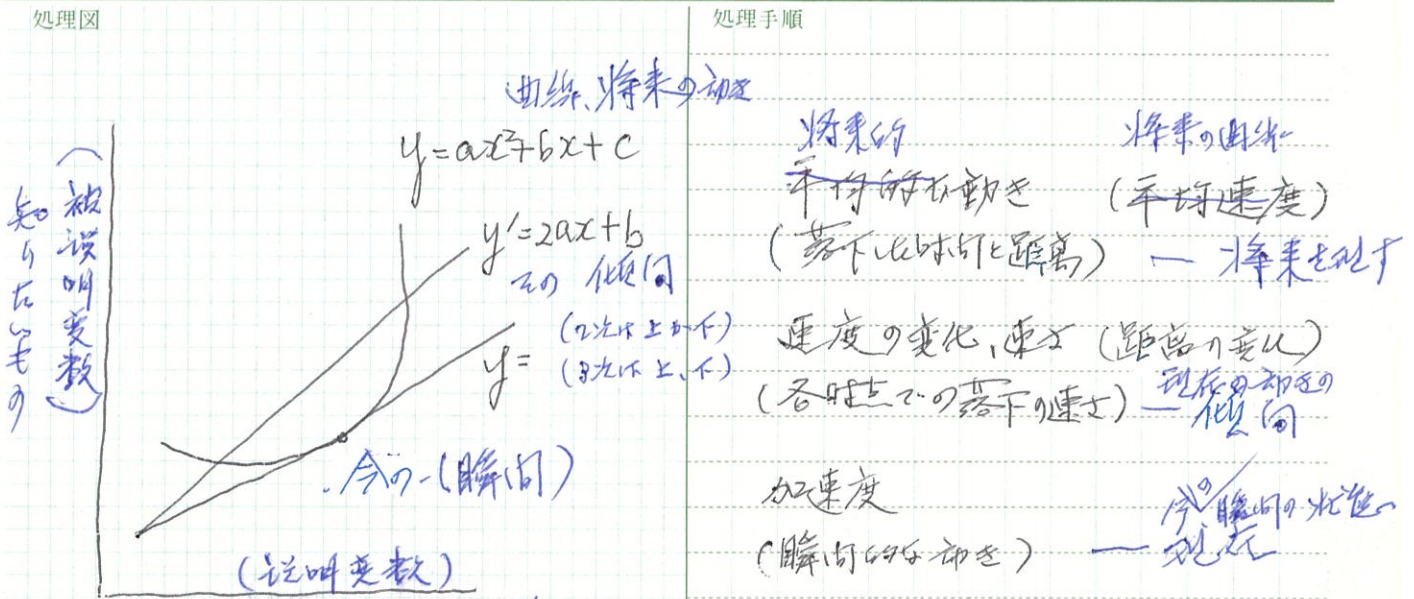 処理図
曲線、将来の動き
y=ax²+bx+c
y'=2ax+b
その傾向
(2次は上か下)
y=
(3次は上、下)
(被説明変数)
知りたいもの
今の一(瞬間)
(説明変数)
処理手順
将来的 将来の曲線
平均的な動き (平均速度)
(落下した時間と距離) — 将来を示す
速度の変化、速さ (距離の変化)
(各時点での落下の速さ) — 現在の動きの
傾向
加速度
今の瞬間の状態
(瞬間的な動き) — 現在